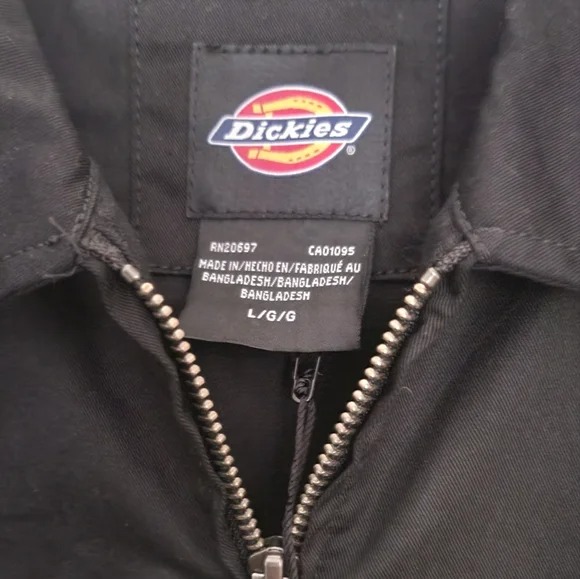 Dickies
®
RN20697 CA01095
MADE IN/HECHO EN/FABRIQUÉ AU
BANGLADESH/BANGLADESH/
BANGLADESH
L/G/G